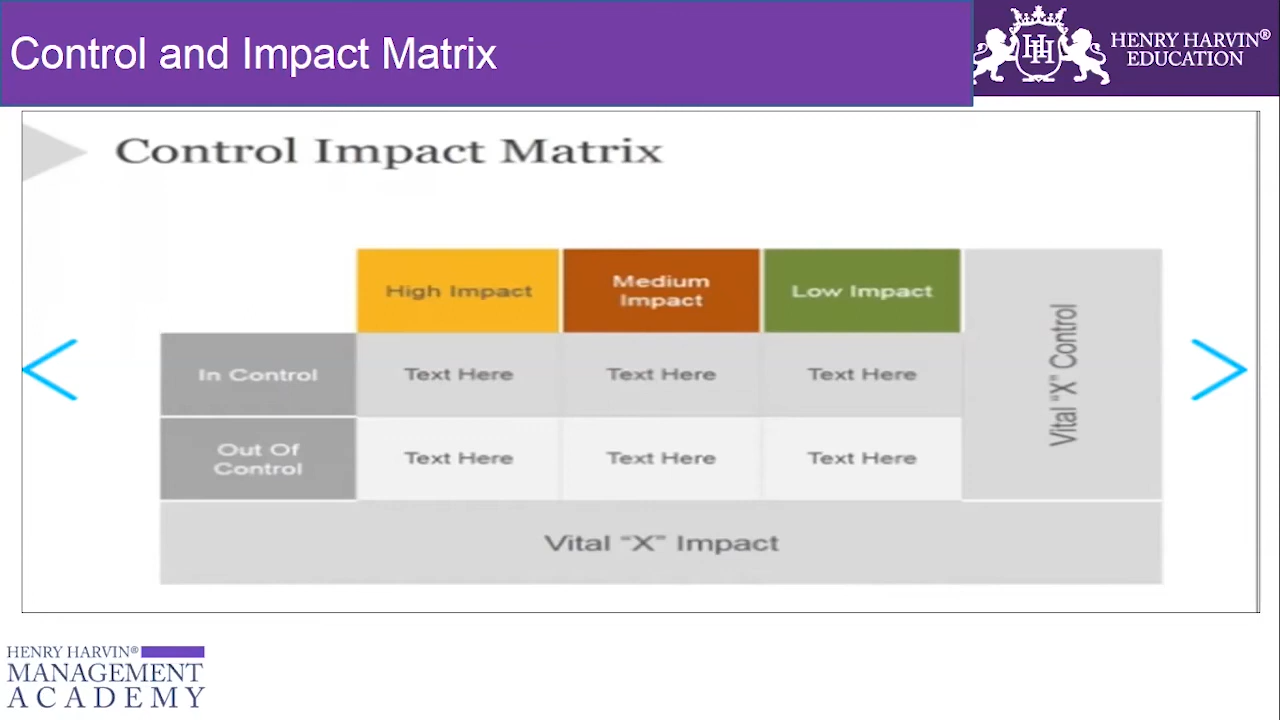 Control and Impact Matrix
HENRY HARVIN®
EDUCATION
Control Impact Matrix
High Impact
Medium
Impact
Low Impact
Vital “X” Control
In Control
Text Here
Text Here
Text Here
Out Of
Control
Text Here
Text Here
Text Here
Vital “X” Impact
HENRY HARVIN®
MANAGEMENT
ACADEMY